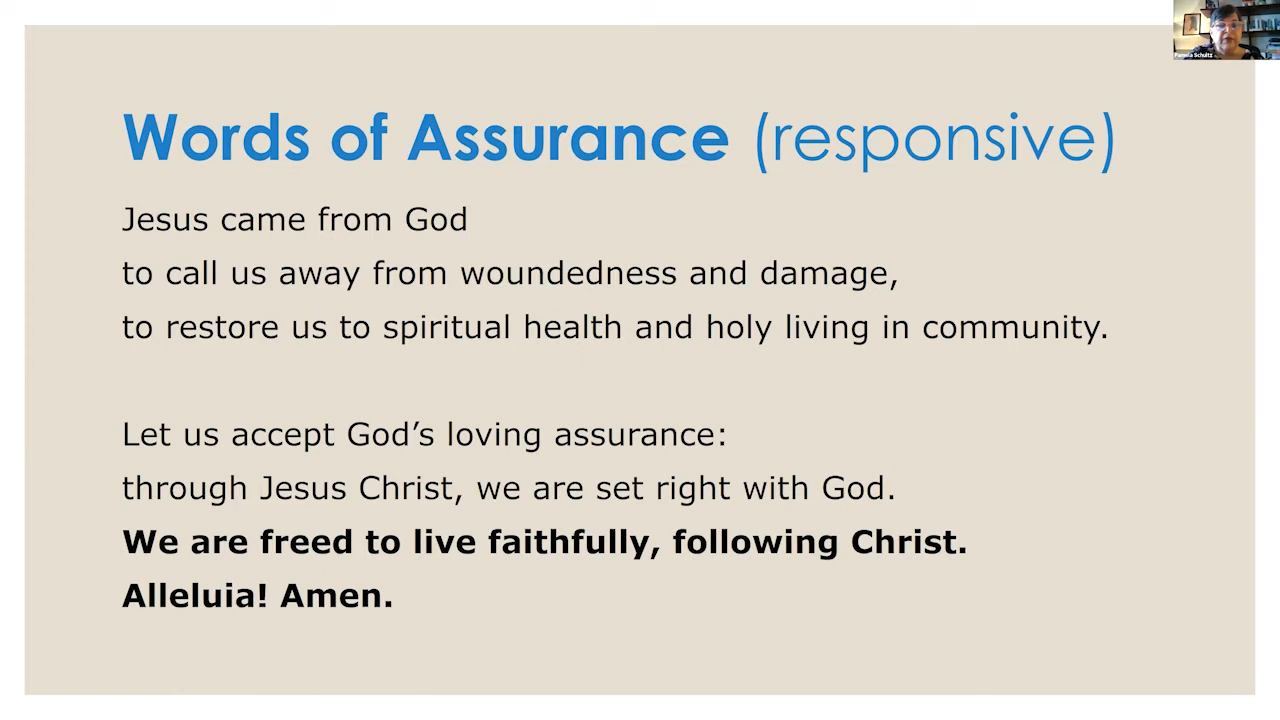 Pamela Schultz
Words of Assurance (responsive)
Jesus came from God
to call us away from woundedness and damage,
to restore us to spiritual health and holy living in community.
Let us accept God’s loving assurance:
through Jesus Christ, we are set right with God.
We are freed to live faithfully, following Christ.
Alleluia! Amen.